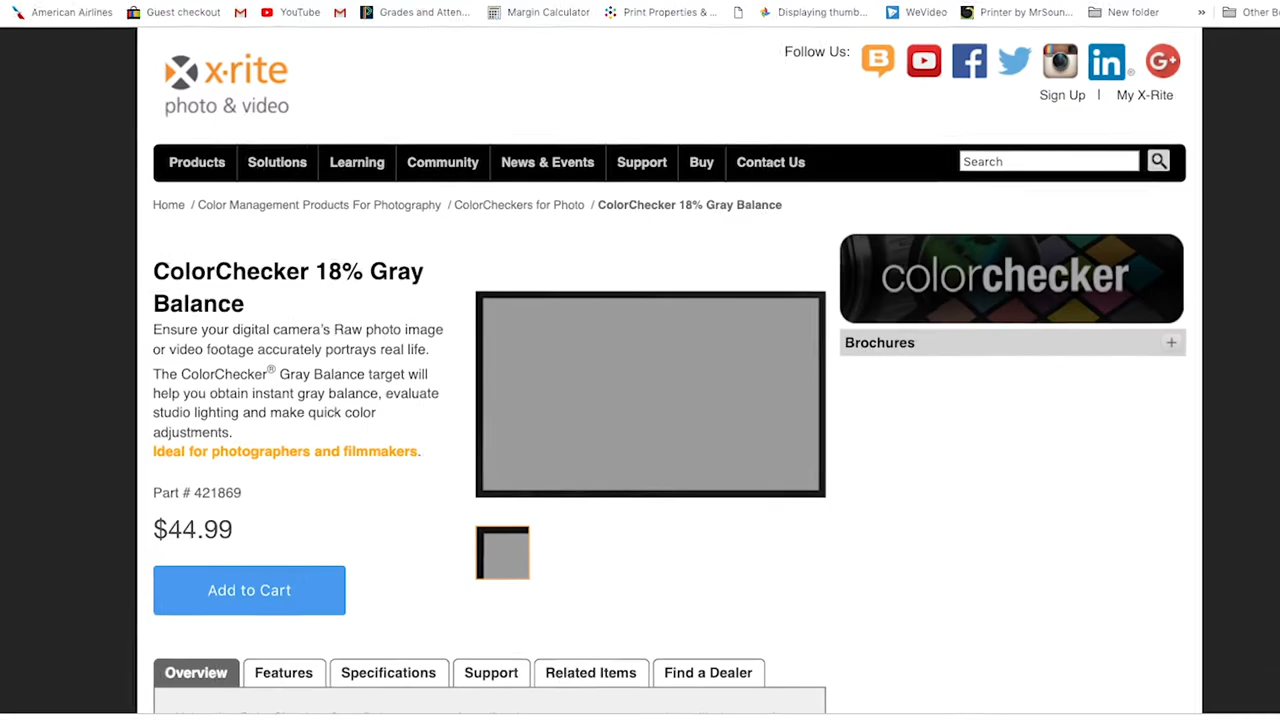 American Airlines Guest checkout YouTube Grades and Atten... Margin Calculator Print Properties & ... Displaying thumb... WeVideo Printer by MrSoun... New folder » Other B
x·rite
photo & video
Follow Us:
Sign Up | My X-Rite
Products Solutions Learning Community News & Events Support Buy Contact Us Search
Home / Color Management Products For Photography / ColorCheckers for Photo / ColorChecker 18% Gray Balance
ColorChecker 18% Gray
Balance
Ensure your digital camera's Raw photo image
or video footage accurately portrays real life.
The ColorChecker® Gray Balance target will
help you obtain instant gray balance, evaluate
studio lighting and make quick color
adjustments.
Ideal for photographers and filmmakers.
Part # 421869
$44.99
Add to Cart
colorchecker
Brochures +
Overview Features Specifications Support Related Items Find a Dealer